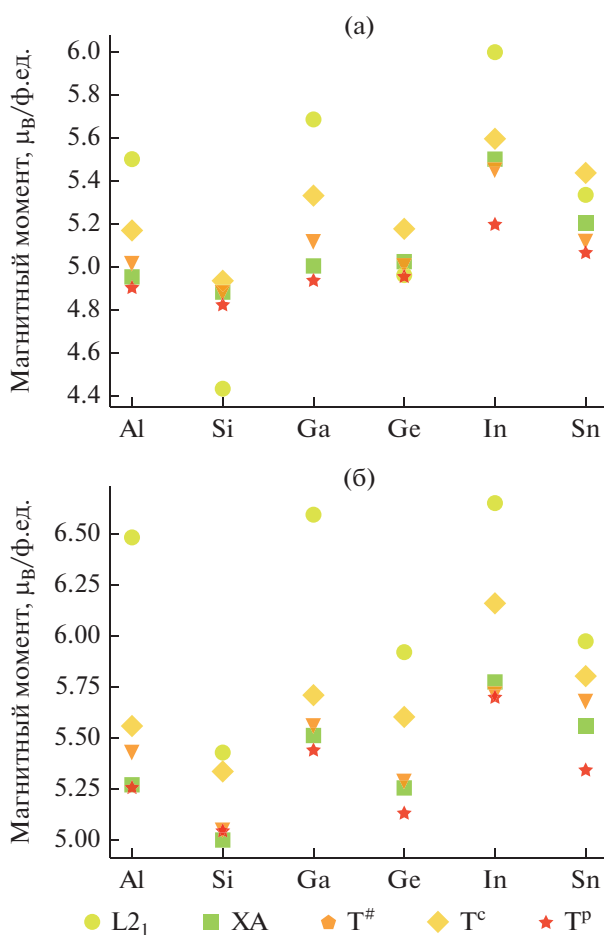 (а)
Магнитный момент, μB/ф.ед.
6.0
5.8
5.6
5.4
5.2
5.0
4.8
4.6
4.4
Al Si Ga Ge In Sn
(б)
Магнитный момент, μB/ф.ед.
6.50
6.25
6.00
5.75
5.50
5.25
5.00
Al Si Ga Ge In Sn
L2₁ XA T# Tᶜ Tᵖ